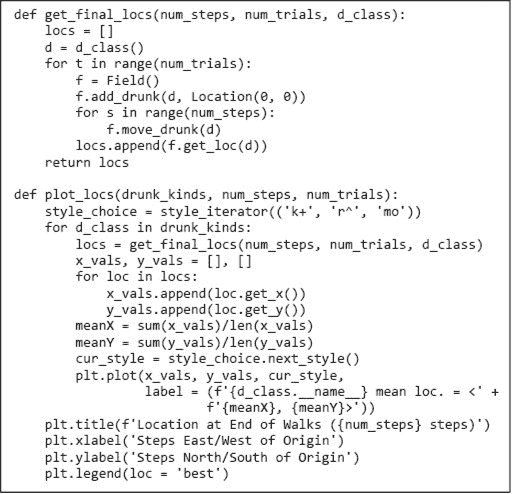 def get_final_locs(num_steps, num_trials, d_class):
    locs = []
    d = d_class()
    for t in range(num_trials):
        f = Field()
        f.add_drunk(d, Location(0, 0))
        for s in range(num_steps):
            f.move_drunk(d)
        locs.append(f.get_loc(d))
    return locs

def plot_locs(drunk_kinds, num_steps, num_trials):
    style_choice = style_iterator(('k+', 'r^', 'mo'))
    for d_class in drunk_kinds:
        locs = get_final_locs(num_steps, num_trials, d_class)
        x_vals, y_vals = [], []
        for loc in locs:
            x_vals.append(loc.get_x())
            y_vals.append(loc.get_y())
        meanX = sum(x_vals)/len(x_vals)
        meanY = sum(y_vals)/len(y_vals)
        cur_style = style_choice.next_style()
        plt.plot(x_vals, y_vals, cur_style,
                 label = (f'{d_class.__name__} mean loc. = <' +
                          f'{meanX}, {meanY}>'))
    plt.title(f'Location at End of Walks ({num_steps} steps)')
    plt.xlabel('Steps East/West of Origin')
    plt.ylabel('Steps North/South of Origin')
    plt.legend(loc = 'best')